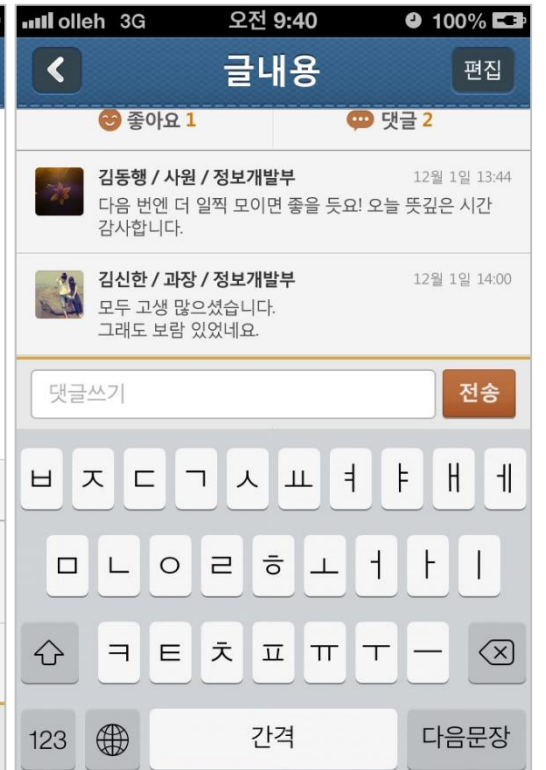 olleh 3G 오전 9:40 100%
글내용 편집
좋아요 1 댓글 2
김동행 / 사원 / 정보개발부 12월 1일 13:44
다음 번엔 더 일찍 모이면 좋을 듯요! 오늘 뜻깊은 시간
감사합니다.
김신한 / 과장 / 정보개발부 12월 1일 14:00
모두 고생 많으셨습니다.
그래도 보람 있었네요.
댓글쓰기 전송
ㅂ ㅈ ㄷ ㄱ ㅅ ㅛ ㅕ ㅑ ㅐ ㅔ
ㅁ ㄴ ㅇ ㄹ ㅎ ㅗ ㅓ ㅏ ㅣ
ㅋ ㅌ ㅊ ㅍ ㅠ ㅜ ㅡ
123 간격 다음문장